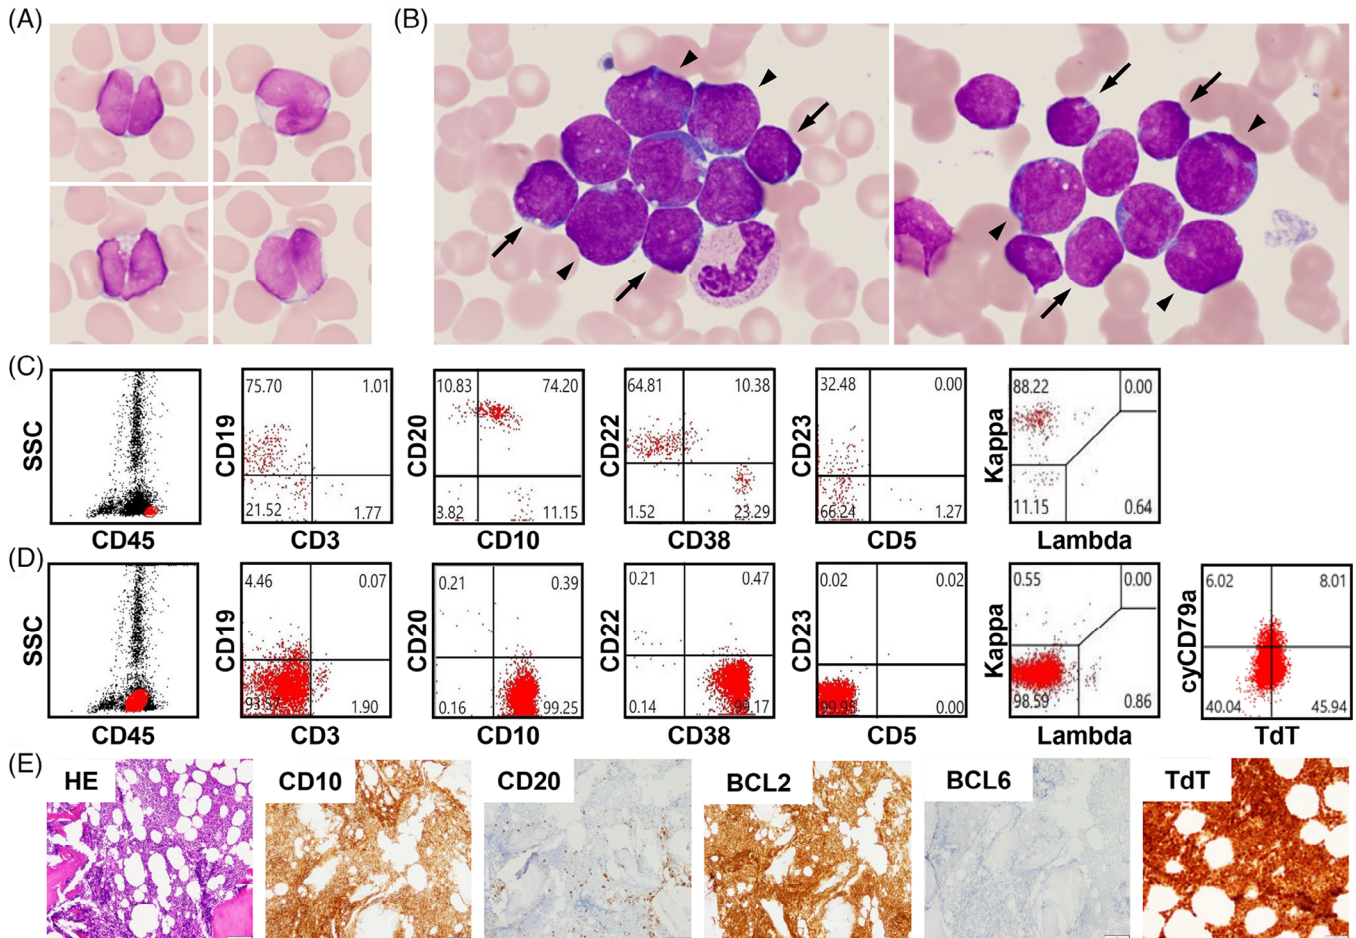 (A)
(B)
(C)
SSC
CD45
75.70 1.01
CD19
21.52 1.77
CD3
10.83 74.20
CD20
3.82 11.15
CD10
64.81 10.38
CD22
1.52 23.29
CD38
32.48 0.00
CD23
66.24 1.27
CD5
88.22 0.00
Kappa
11.15 0.64
Lambda
(D)
SSC
CD45
4.46 0.07
CD19
1.90
CD3
0.21 0.39
CD20
0.16 99.25
CD10
0.21 0.47
CD22
0.14 99.17
CD38
0.02 0.02
CD23
0.00
CD5
0.55 0.00
Kappa
98.59 0.86
Lambda
6.02 8.01
cyCD79a
40.04 45.94
TdT
(E)
HE
CD10
CD20
BCL2
BCL6
TdT